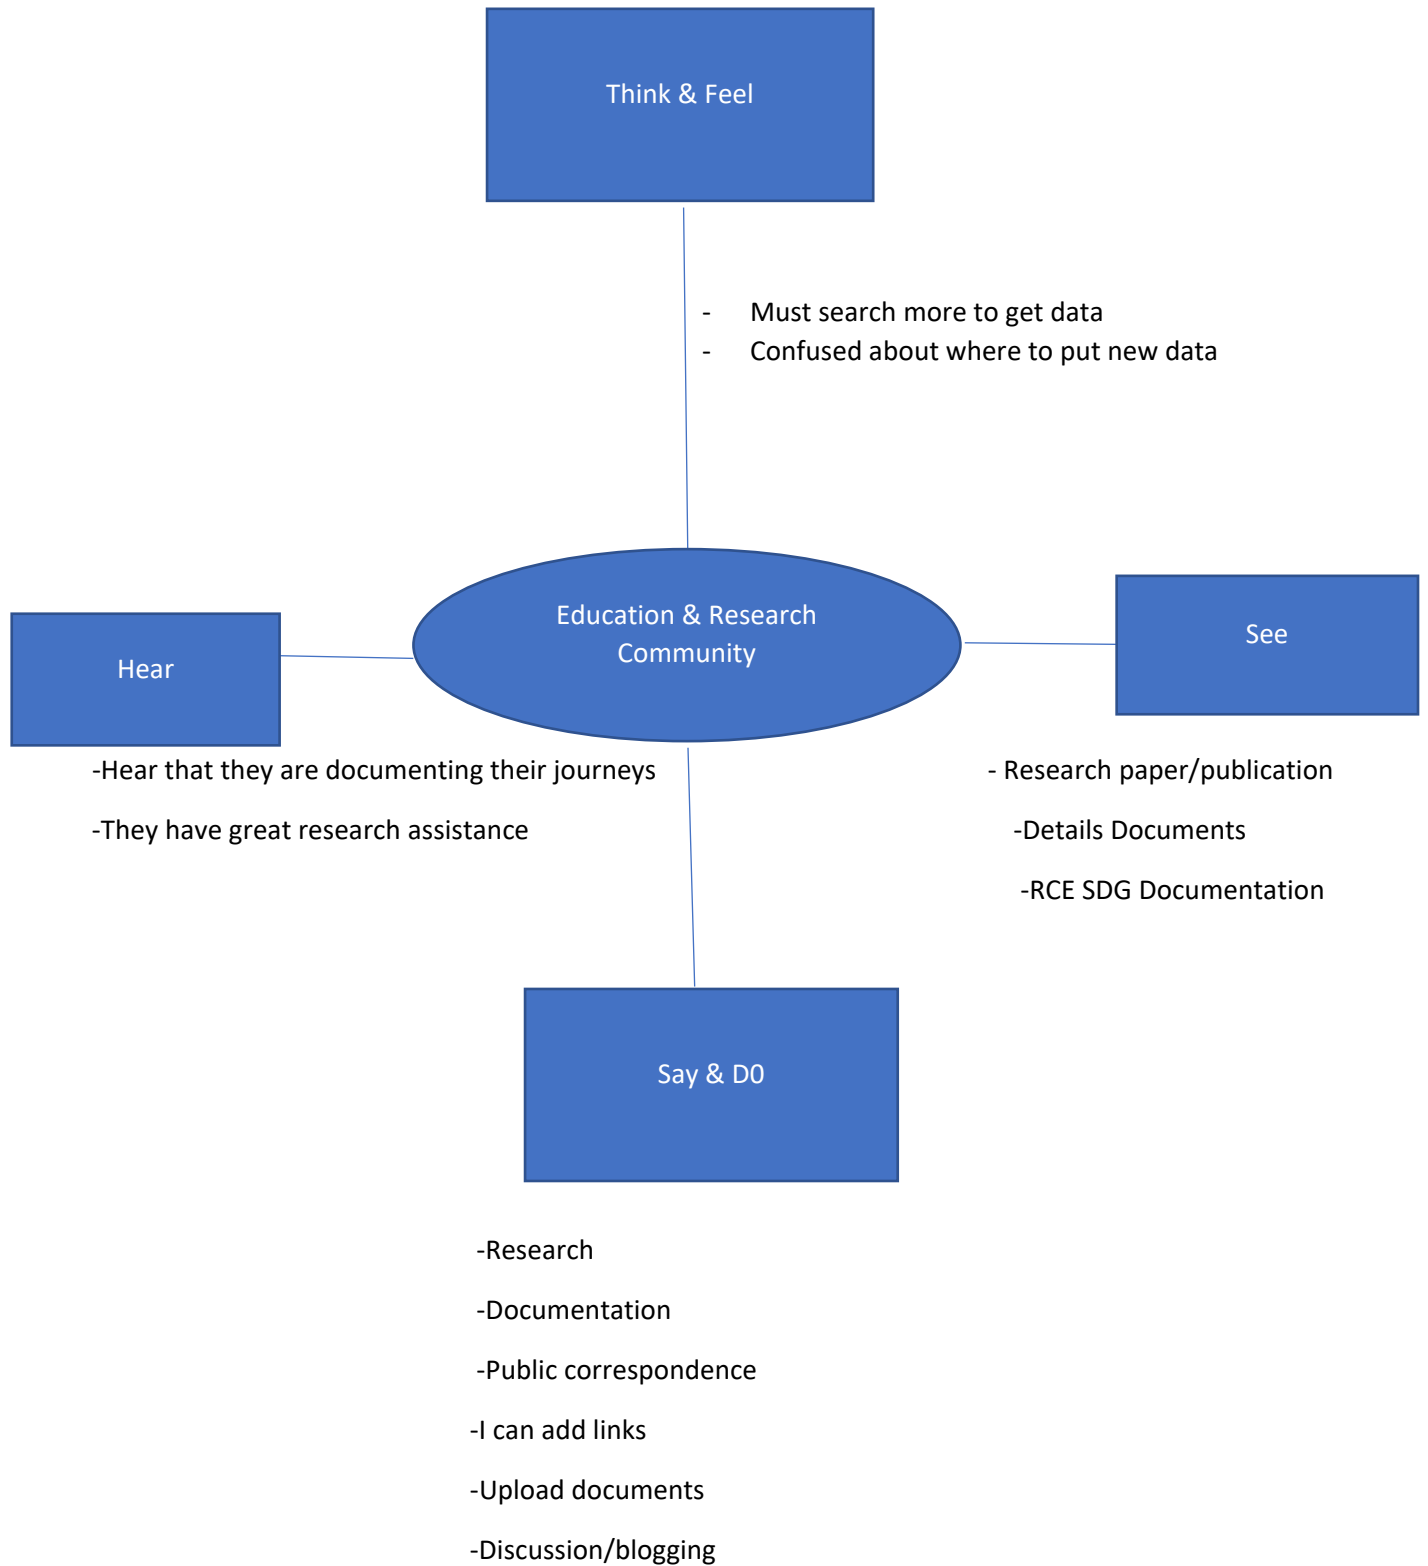 Think & Feel
- Must search more to get data
- Confused about where to put new data
Education & Research
Community
Hear
See
-Hear that they are documenting their journeys
-They have great research assistance
- Research paper/publication
-Details Documents
-RCE SDG Documentation
Say & D0
-Research
-Documentation
-Public correspondence
-I can add links
-Upload documents
-Discussion/blogging